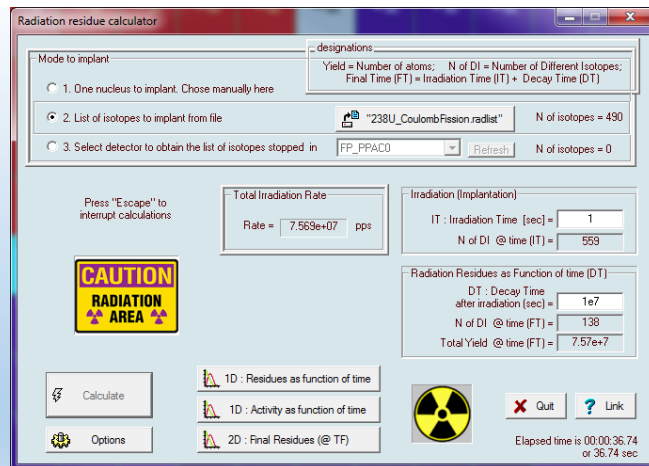 Radiation residue calculator
Mode to implant
designations
Yield = Number of atoms; N of DI = Number of Different Isotopes;
Final Time (FT) = Irradiation Time (IT) + Decay Time (DT)
1. One nucleus to implant. Chose manually here
2. List of isotopes to implant from file
"238U_CoulombFission.radlist"
N of isotopes = 490
3. Select detector to obtain the list of isotopes stopped in
FP_PPAC0
Refresh
N of isotopes = 0
Press "Escape" to
interrupt calculations
Total Irradiation Rate
Rate = 7.569e+07 pps
Irradiation (Implantation)
IT : Irradiation Time [sec] = 1
N of DI @ time (IT) = 559
CAUTION
RADIATION
AREA
Radiation Residues as Function of time (DT)
DT : Decay Time
after irradiation (sec) = 1e7
N of DI @ time (FT) = 138
Total Yield @ time (FT) = 7.57e+7
Calculate
Options
1D : Residues as function of time
1D : Activity as function of time
2D : Final Residues (@ TF)
Quit
Link
Elapsed time is 00:00:36.74
or 36.74 sec